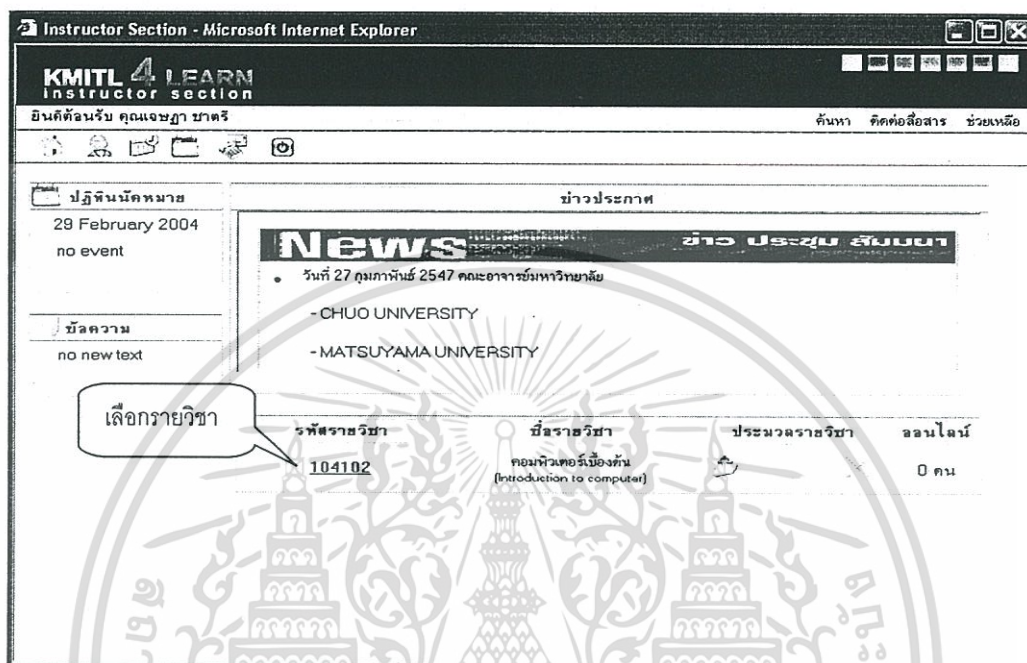 Instructor Section - Microsoft Internet Explorer
KMITL 4 LEARN
instructor section
ยินดีต้อนรับ คุณเจษฎา ชาตรี
ค้นหา ติดต่อสื่อสาร ช่วยเหลือ
ปฏิทินนัดหมาย
29 February 2004
no event
ข้อความ
no new text
ข่าวประกาศ
News ข่าว ประชุม สัมมนา
วันที่ 27 กุมภาพันธ์ 2547 คณะอาจารย์มหาวิทยาลัย
- CHUO UNIVERSITY
- MATSUYAMA UNIVERSITY
เลือกรายวิชา
รหัสรายวิชา ชื่อรายวิชา ประมวลรายวิชา ออนไลน์
104102 คอมพิวเตอร์เบื้องต้น 0 คน
(Introduction to computer)